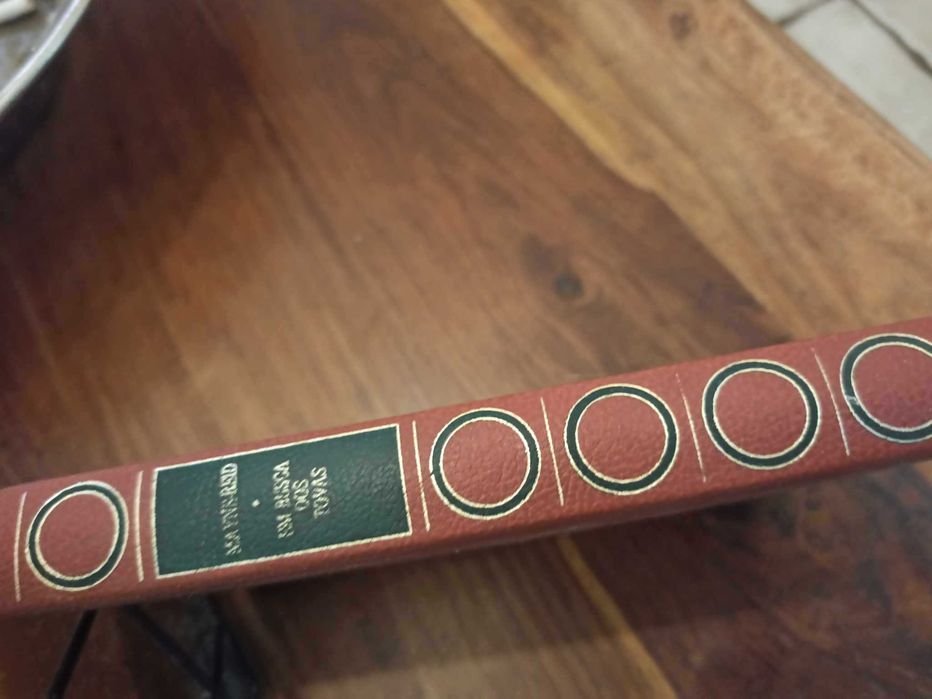 MAYNE-REID
•
EM BUSCA
DOS
TOVAS